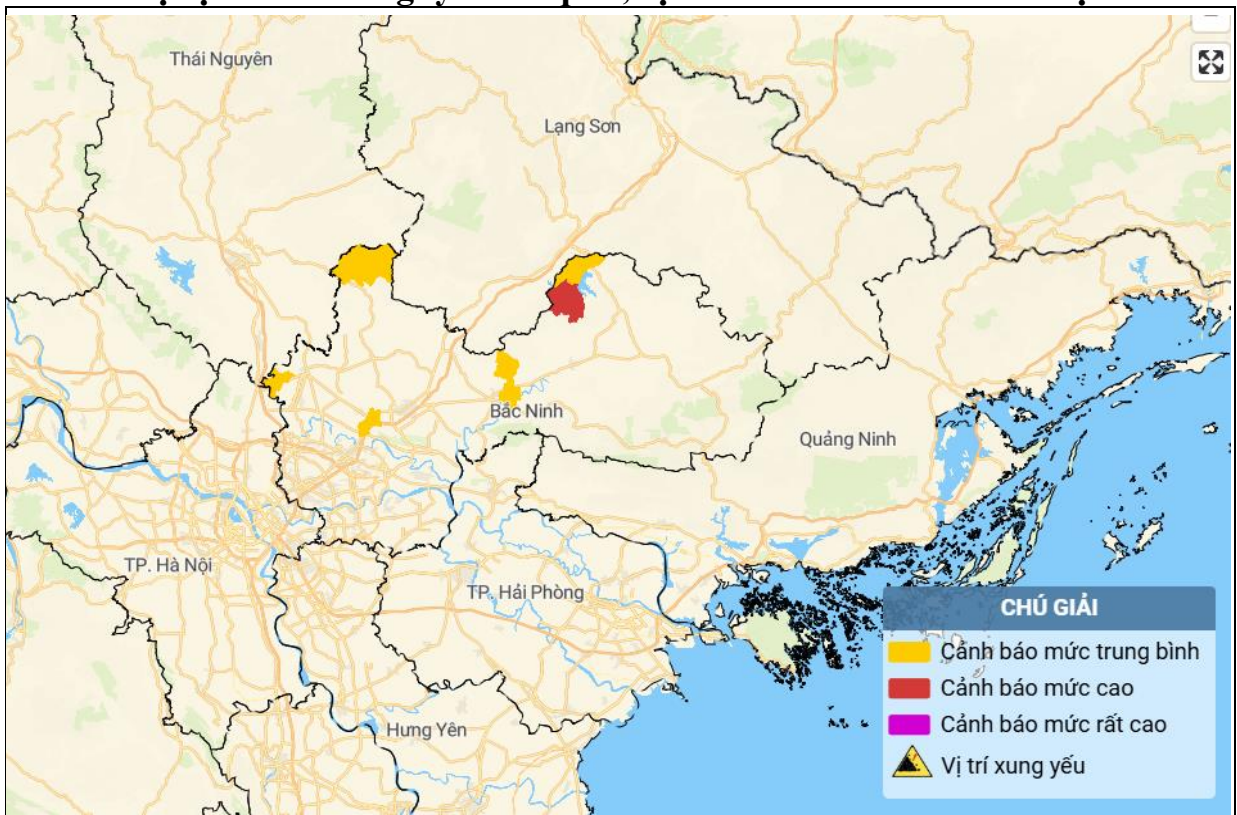 Thái Nguyên
Lạng Sơn
Bắc Ninh
Quảng Ninh
TP. Hà Nội
TP. Hải Phòng
Hưng Yên
CHÚ GIẢI
Cảnh báo mức trung bình
Cảnh báo mức cao
Cảnh báo mức rất cao
Vị trí xung yếu